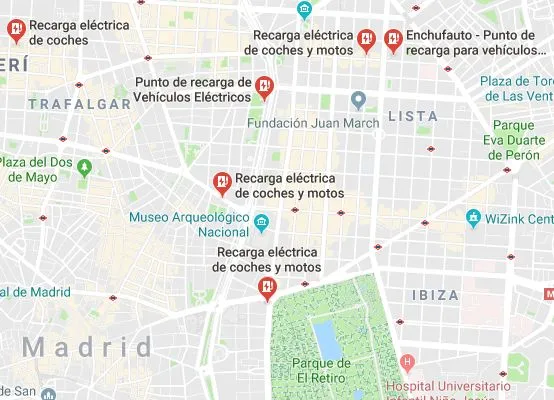 Recarga eléctrica
de coches
Recarga eléctrica
de coches y motos
Enchufauto - Punto de
recarga para vehículos...
ERÍ
Punto de recarga de
Vehículos Eléctricos
Plaza de Toro
de Las Vent
TRAFALGAR
Fundación Juan March
LISTA
Parque
Eva Duarte
de Perón
Plaza del Dos
de Mayo
Recarga eléctrica
de coches y motos
Museo Arqueológico
Nacional
WiZink Cent
Recarga eléctrica
de coches y motos
al de Madrid
IBIZA
M
Madrid
Parque de
El Retiro
Hospital Universitario
Infantil Niño Jesús
de San